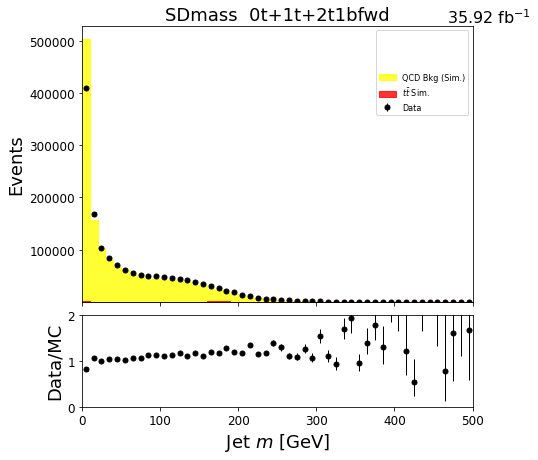 SDmass 0t+1t+2t1bfwd
35.92 fb⁻¹
Events
500000
400000
300000
200000
100000
QCD Bkg (Sim.)
tt̄ Sim.
Data
Data/MC
2
1
0
0 100 200 300 400 500
Jet m [GeV]